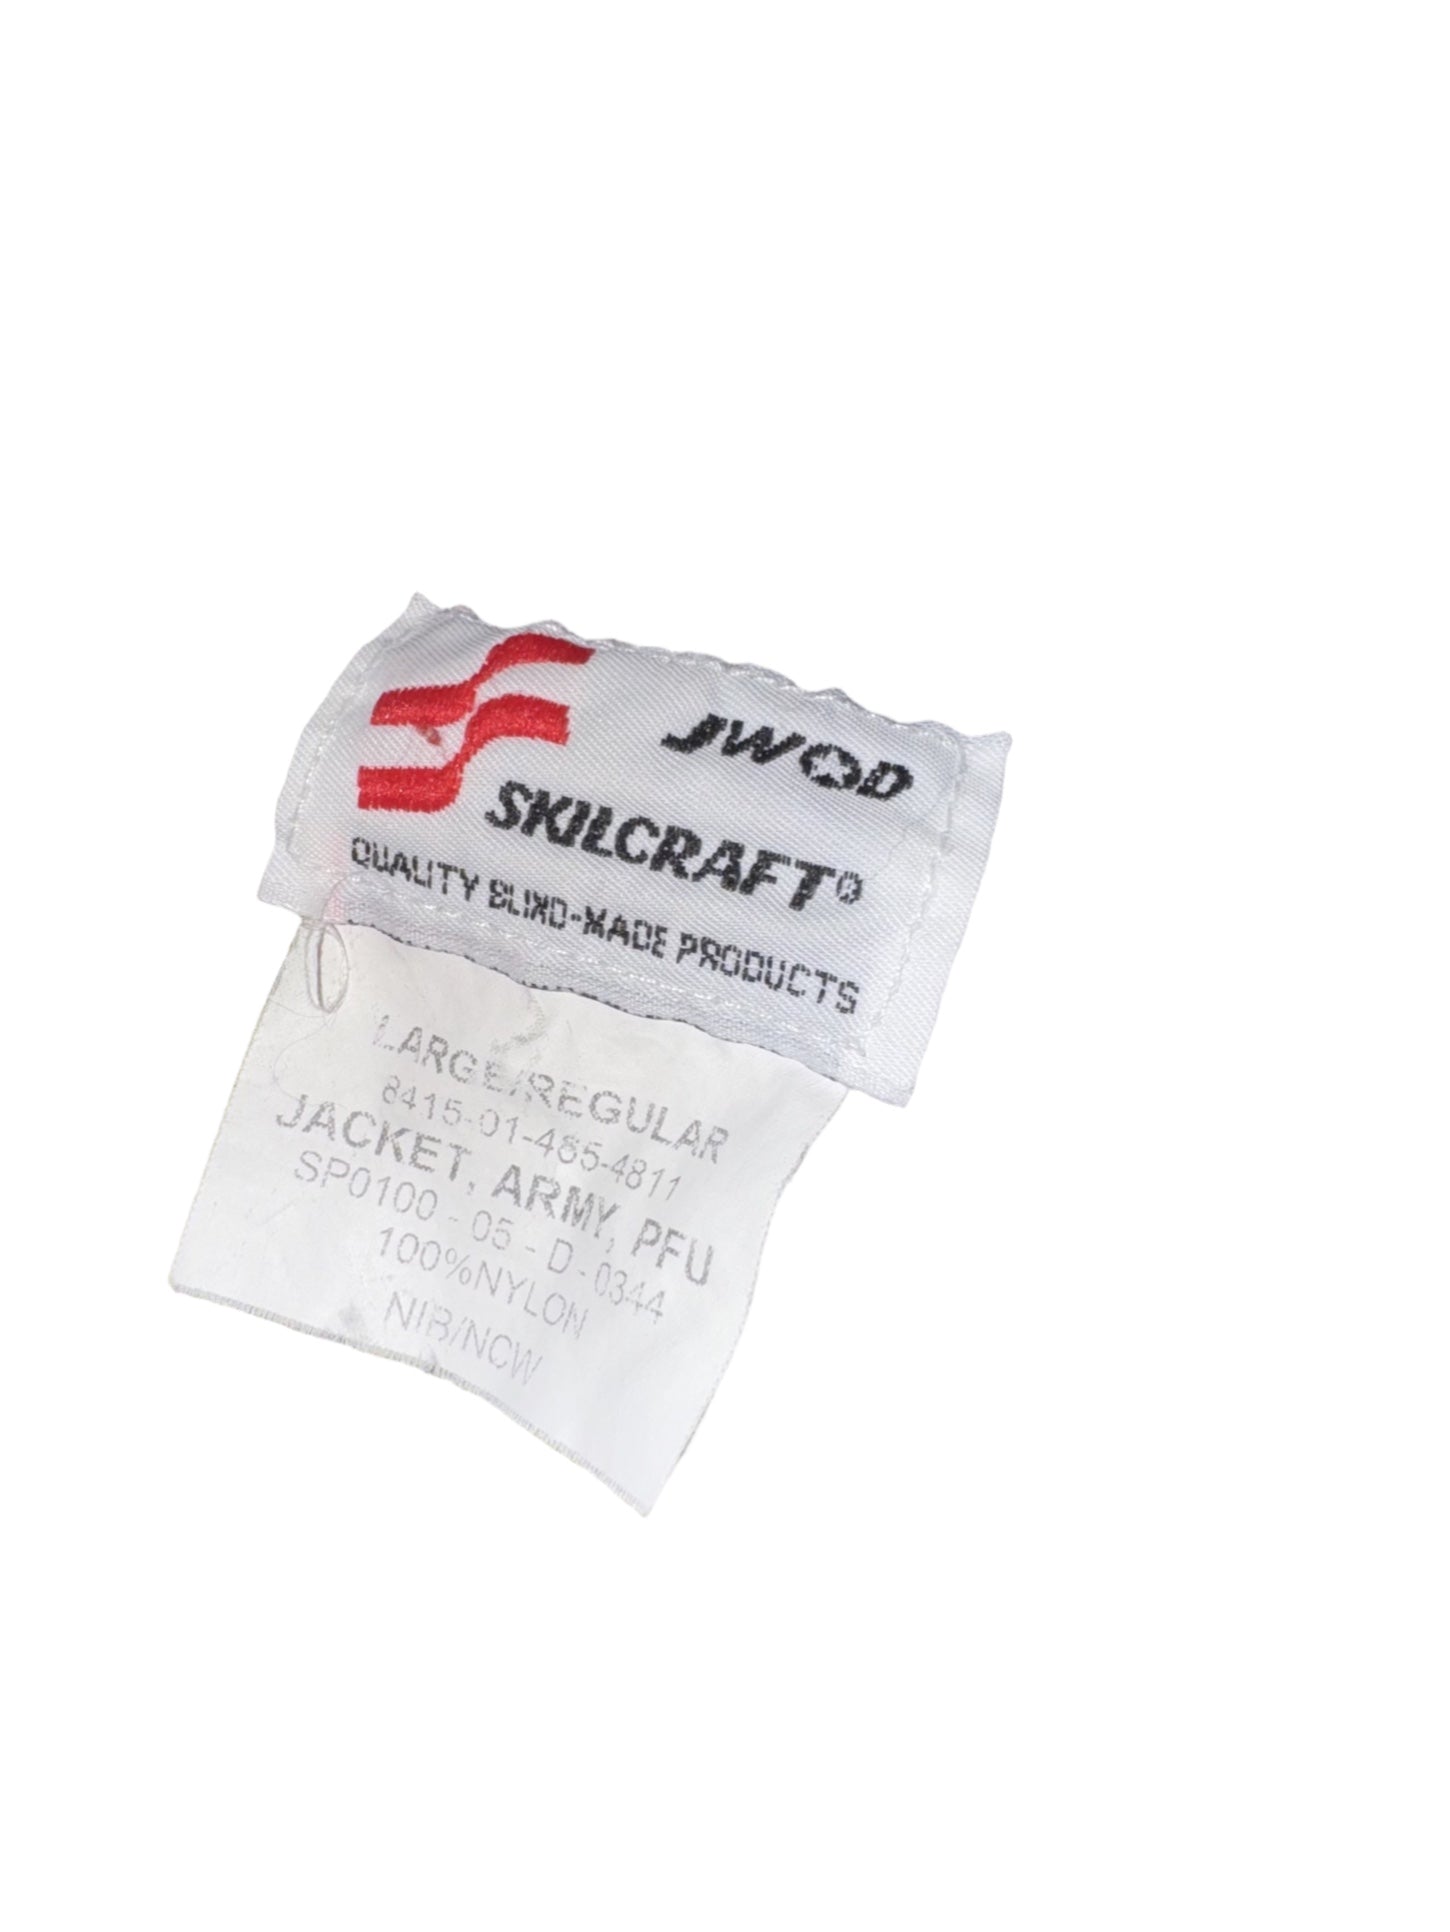 JWOD
SKILCRAFT®
QUALITY BLIND-MADE PRODUCTS
LARGE/REGULAR
8415-01-465-4811
JACKET, ARMY, PFU
SP0100 - 05 - D - 0344
100%NYLON
NIB/NCW